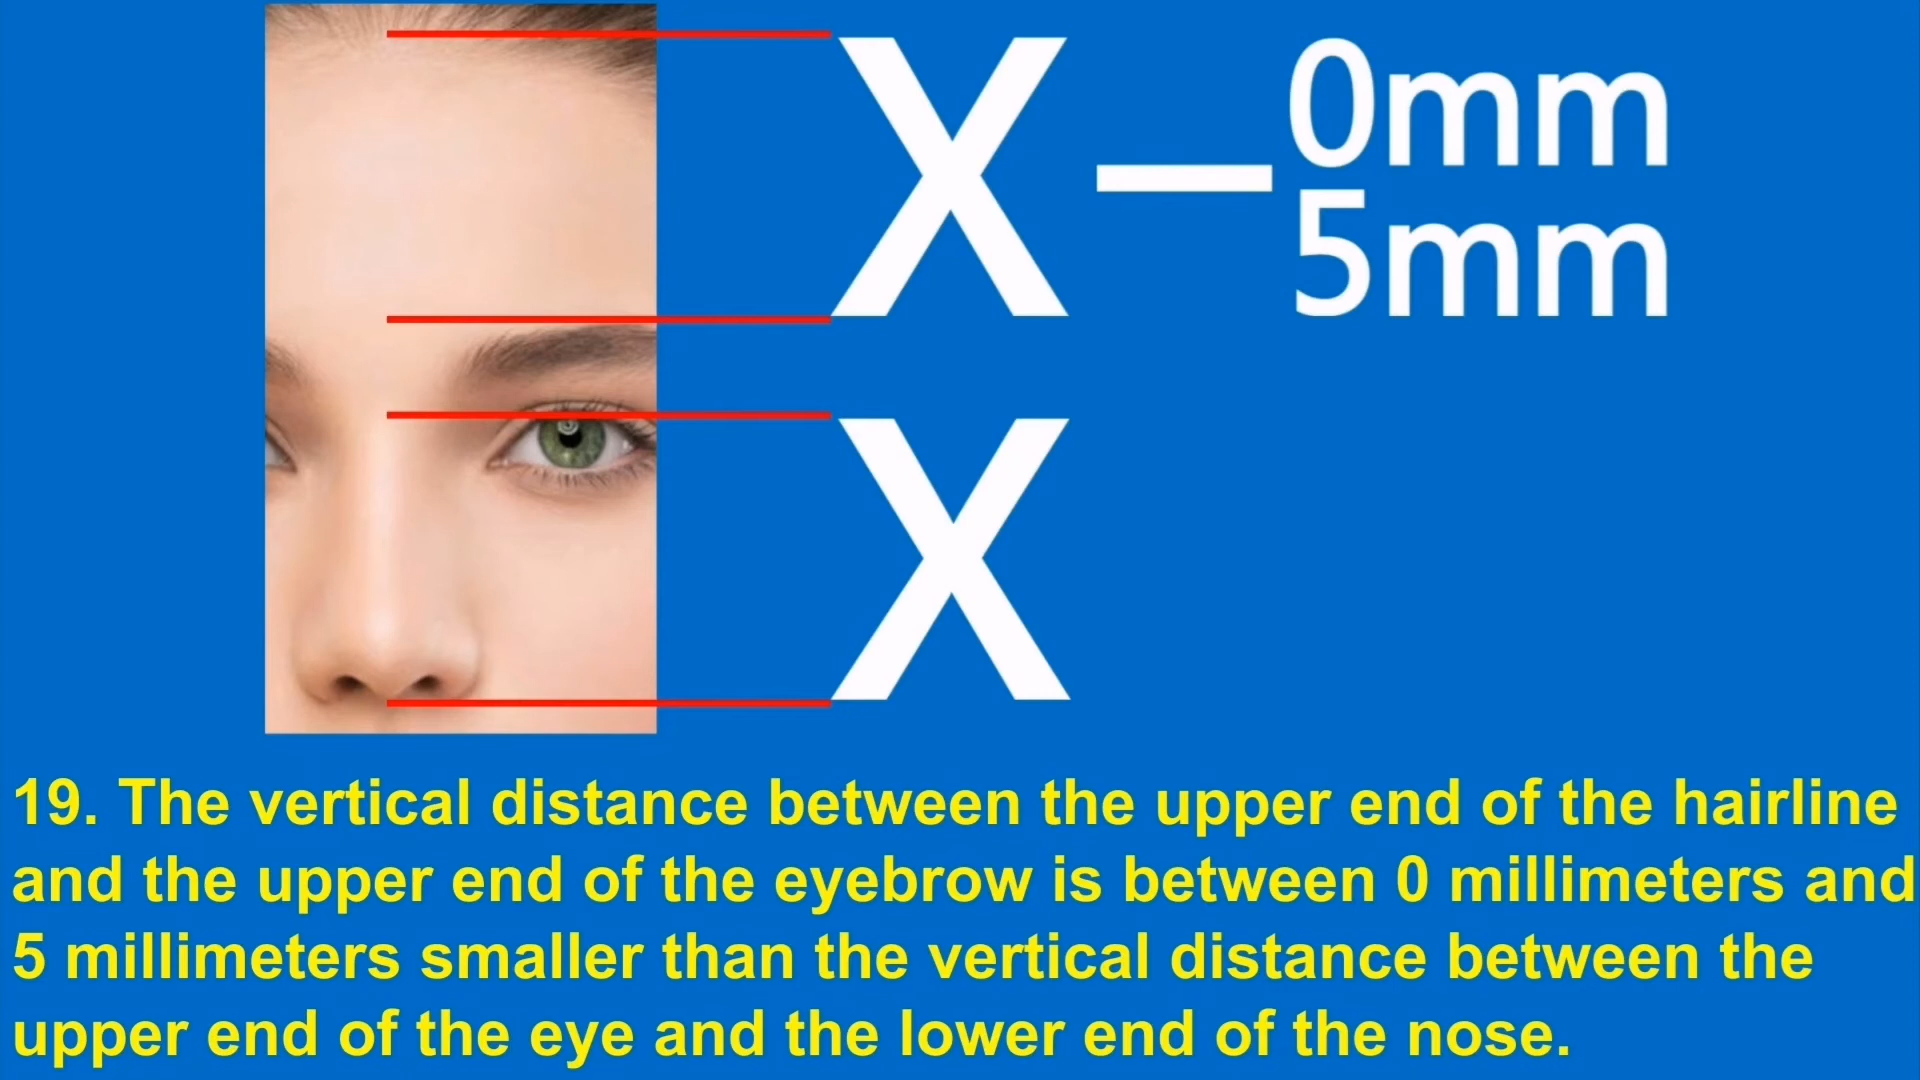 X — 0mm
5mm
X
19. The vertical distance between the upper end of the hairline
and the upper end of the eyebrow is between 0 millimeters and
5 millimeters smaller than the vertical distance between the
upper end of the eye and the lower end of the nose.